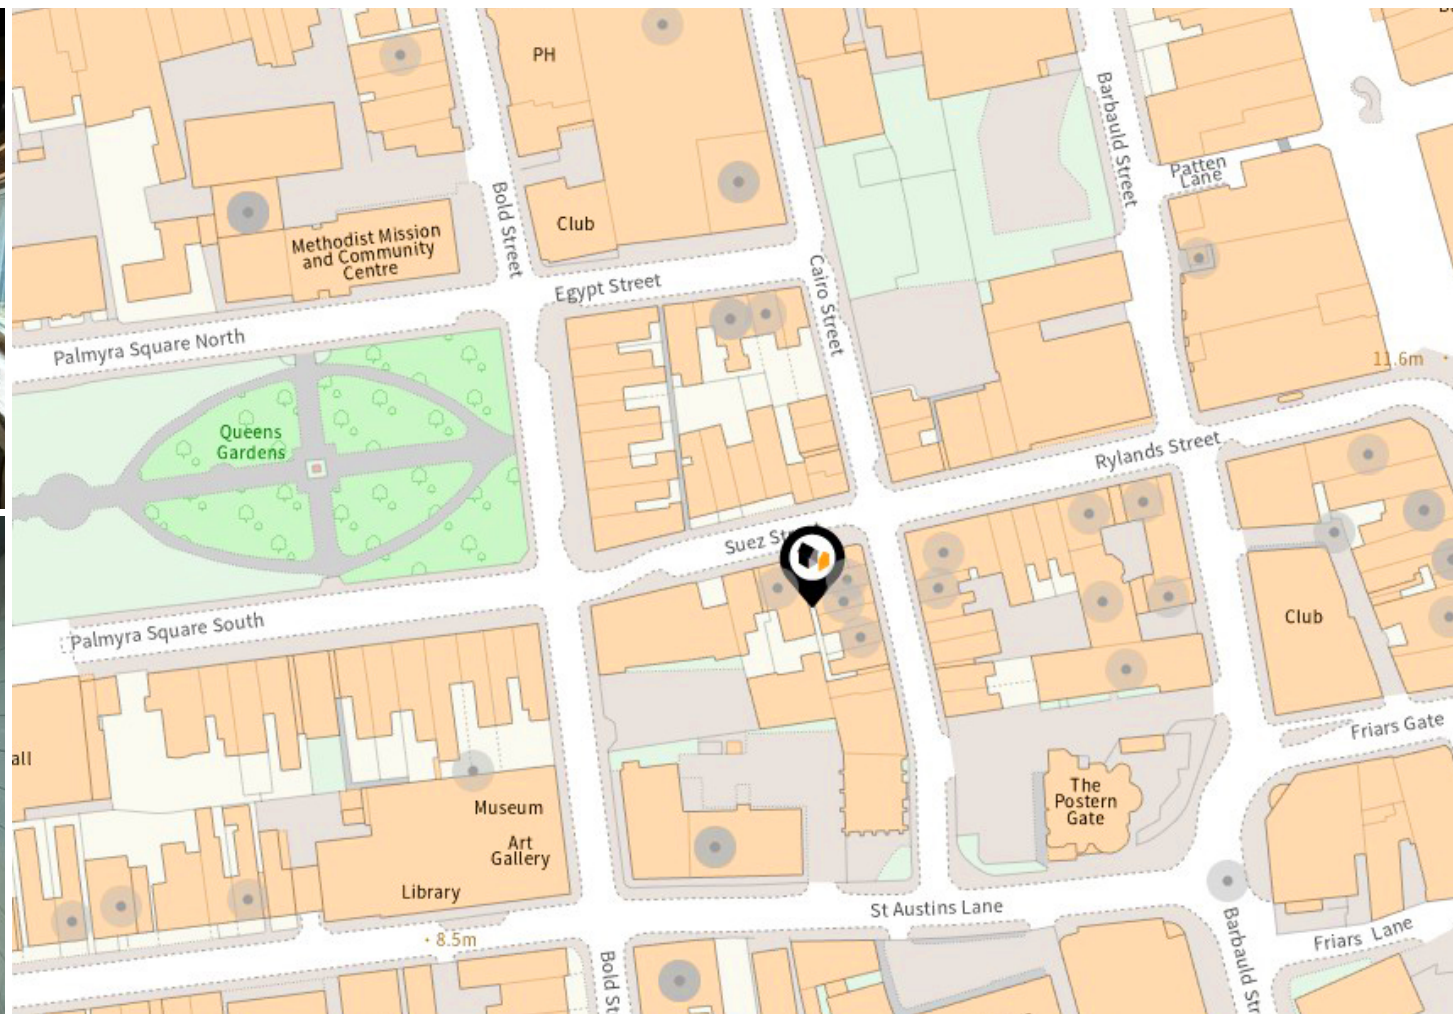 PH
Barbauld Street
Patten
Lane
Bold Street
Club
Methodist Mission
and Community
Centre
Egypt Street
Cairo Street
Palmyra Square North
11.6m
Queens
Gardens
Rylands Street
Suez
Palmyra Square South
Club
Friars Gate
all
The
Postern
Gate
Museum
Art
Gallery
Library
St Austins Lane
8.5m
Friars Lane
Bold St
Barbauld Str